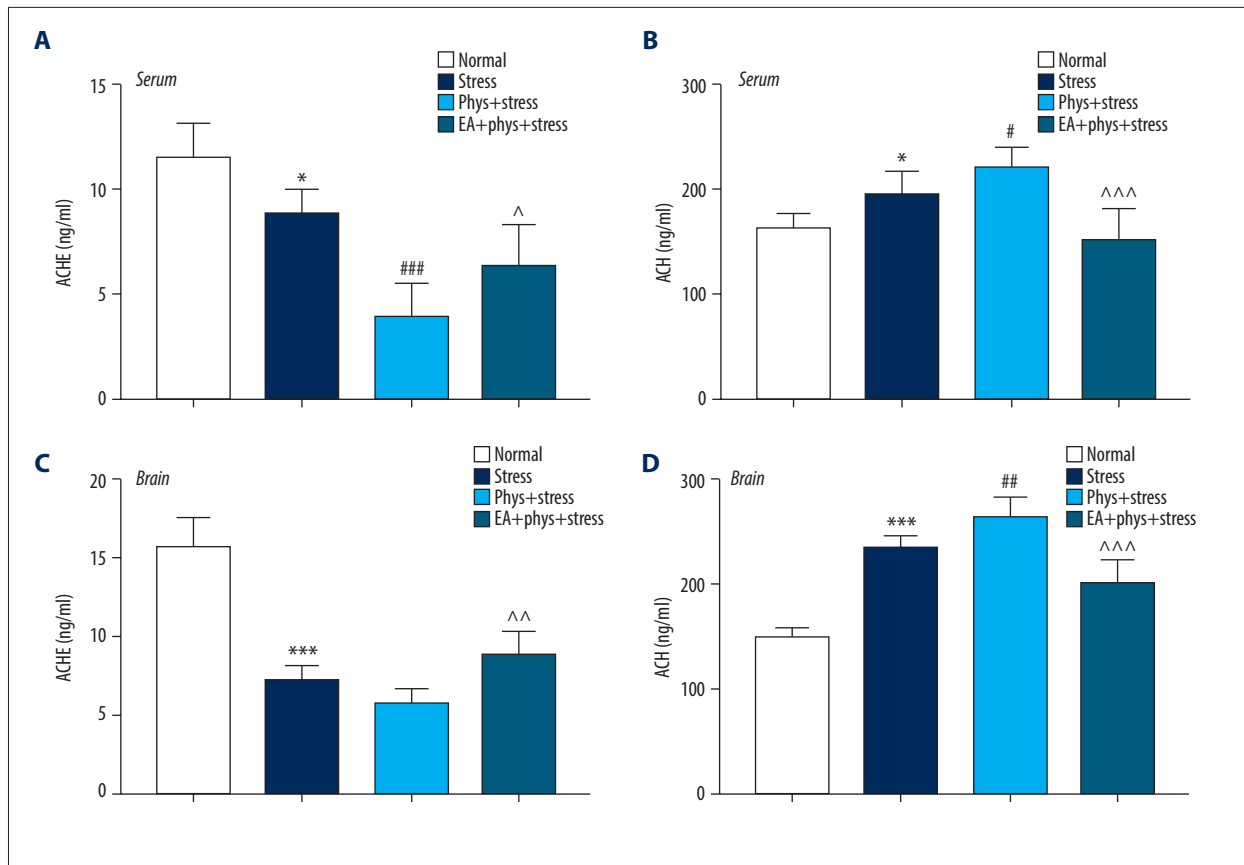 A
Serum
Normal
Stress
Phys+stress
EA+phys+stress
15
10
5
0
ACHE (ng/ml)
*
###
^
B
Serum
Normal
Stress
Phys+stress
EA+phys+stress
300
200
100
0
ACH (ng/ml)
*
#
^^^
C
Brain
Normal
Stress
Phys+stress
EA+phys+stress
20
15
10
5
0
ACHE (ng/ml)
***
^^
D
Brain
Normal
Stress
Phys+stress
EA+phys+stress
300
200
100
0
ACH (ng/ml)
***
##
^^^